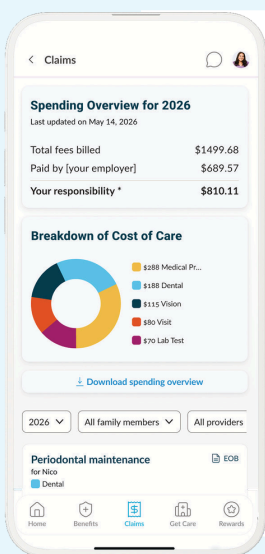 Claims
Spending Overview for 2026
Last updated on May 14, 2026
Total fees billed $1499.68
Paid by [your employer] $689.57
Your responsibility * $810.11
Breakdown of Cost of Care
$288 Medical Pr...
$188 Dental
$115 Vision
$80 Visit
$70 Lab Test
Download spending overview
2026 All family members All providers
Periodontal maintenance EOB
for Nico
Dental
Home Benefits Claims Get Care Rewards